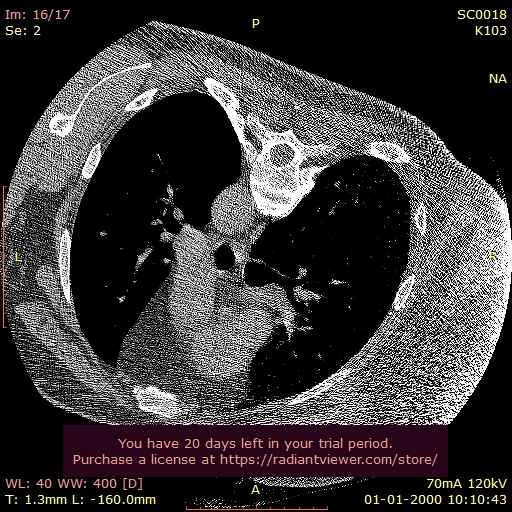 Im: 16/17
Se: 2
P
SC0018
K103
NA
L
R
You have 20 days left in your trial period.
Purchase a license at https://radiantviewer.com/store/
WL: 40 WW: 400 [D]
T: 1.3mm L: -160.0mm
A
70mA 120kV
01-01-2000 10:10:43